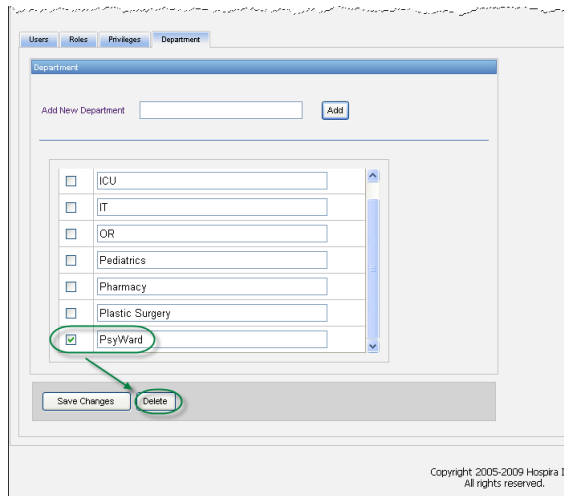 Users Roles Privileges Department
Department
Add New Department Add
ICU
IT
OR
Pediatrics
Pharmacy
Plastic Surgery
PsyWard
Save Changes Delete
Copyright 2005-2009 Hospira
All rights reserved.